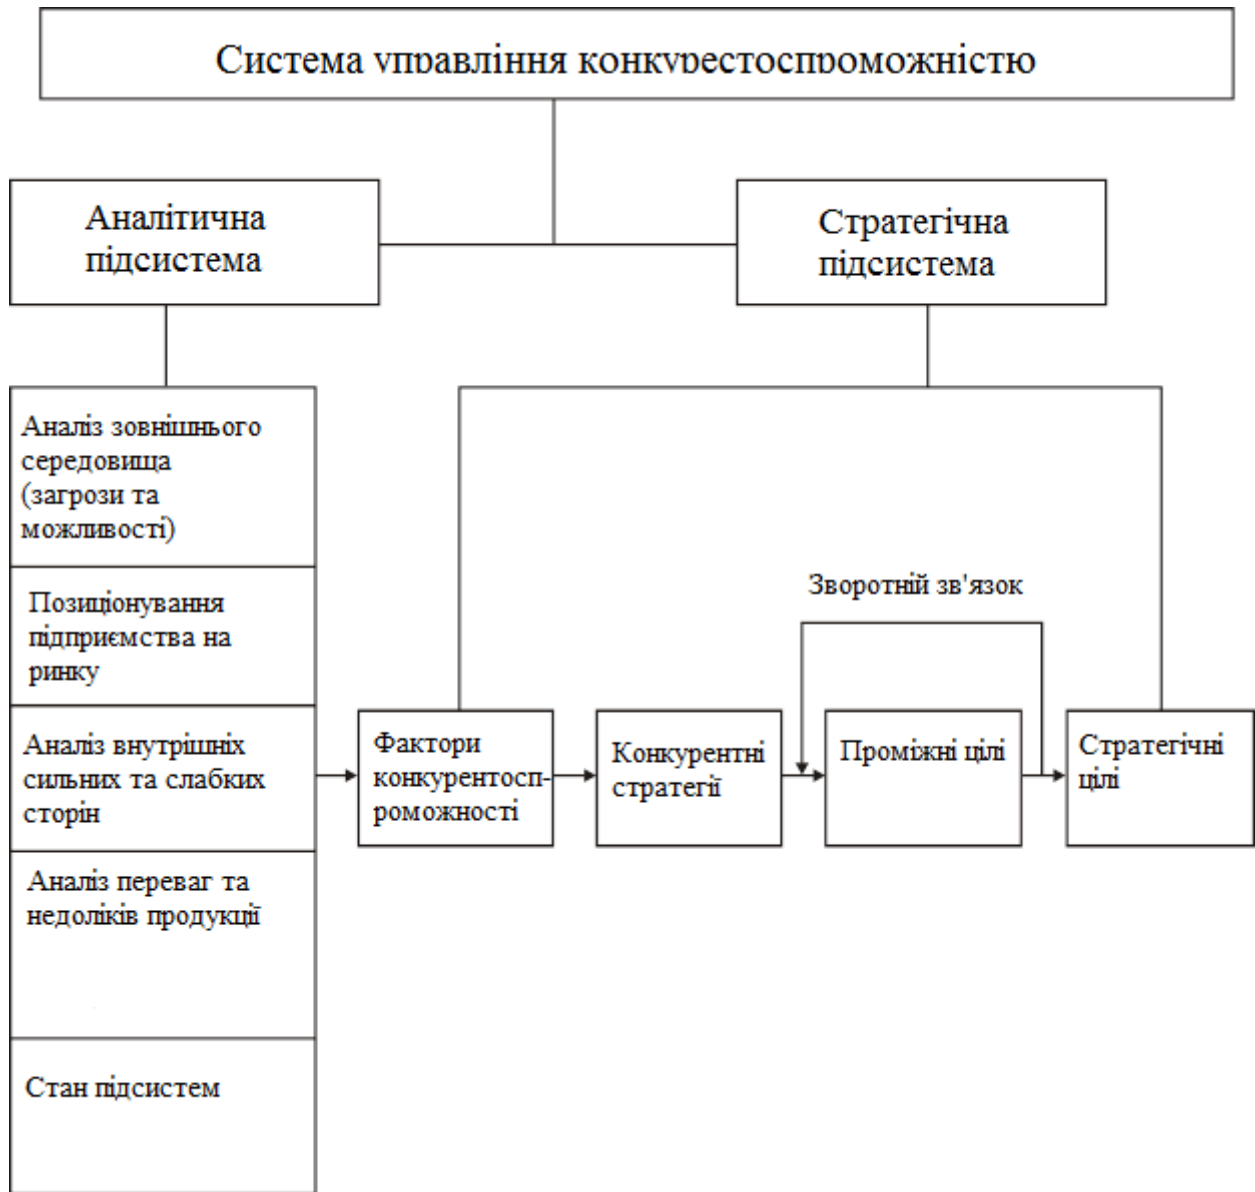 Система управління конкурестоспроможністю
Аналітична
підсистема
Стратегічна
підсистема
Аналіз зовнішнього
середовища
(загрози та
можливості)
Позиціонування
підприємства на
ринку
Аналіз внутрішніх
сильних та слабких
сторін
Аналіз переваг та
недоліків продукції
Стан підсистем
Зворотній зв'язок
Фактори
конкурентосп-
роможності
Конкурентні
стратегії
Проміжні цілі
Стратегічні
цілі